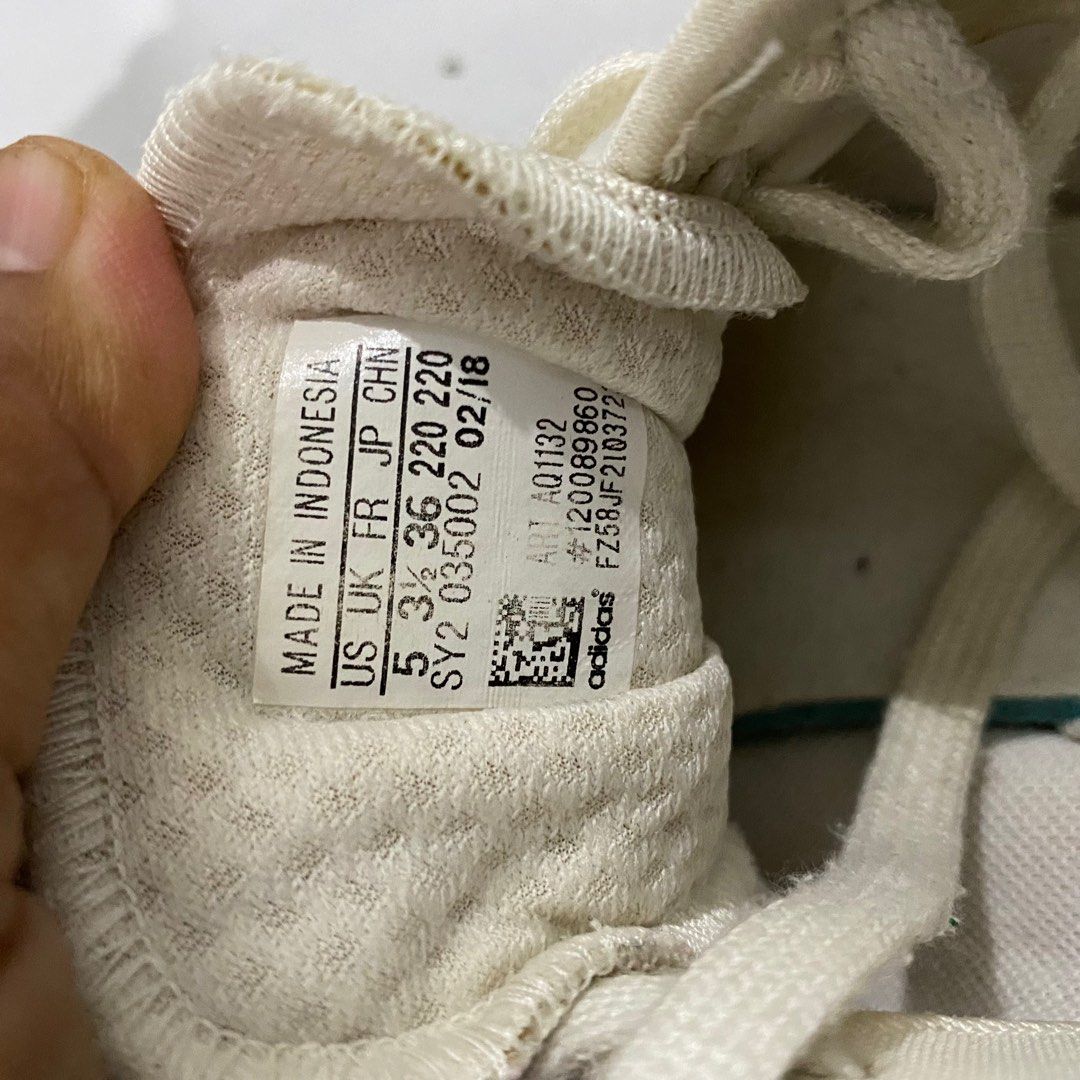 MADE IN INDONESIA
US UK FR JP CHN
5 3½ 36 220 220
SY2 035002 02/18
ART AQ1132
#120089860
FZ58JF210372
adidas